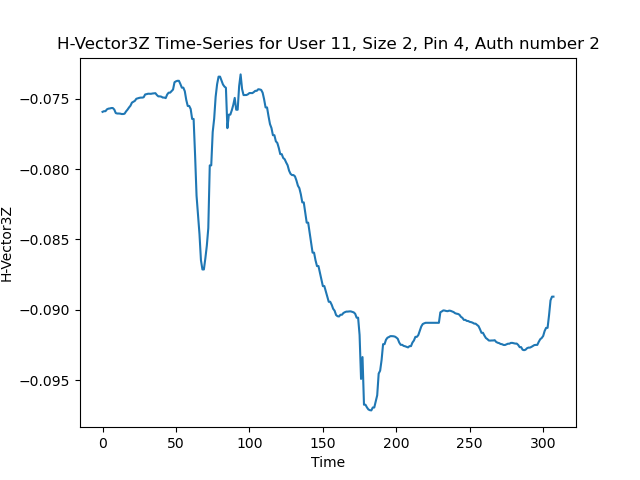 H-Vector3Z Time-Series for User 11, Size 2, Pin 4, Auth number 2
−0.075
−0.080
−0.085
−0.090
−0.095
H-Vector3Z
0 50 100 150 200 250 300
Time